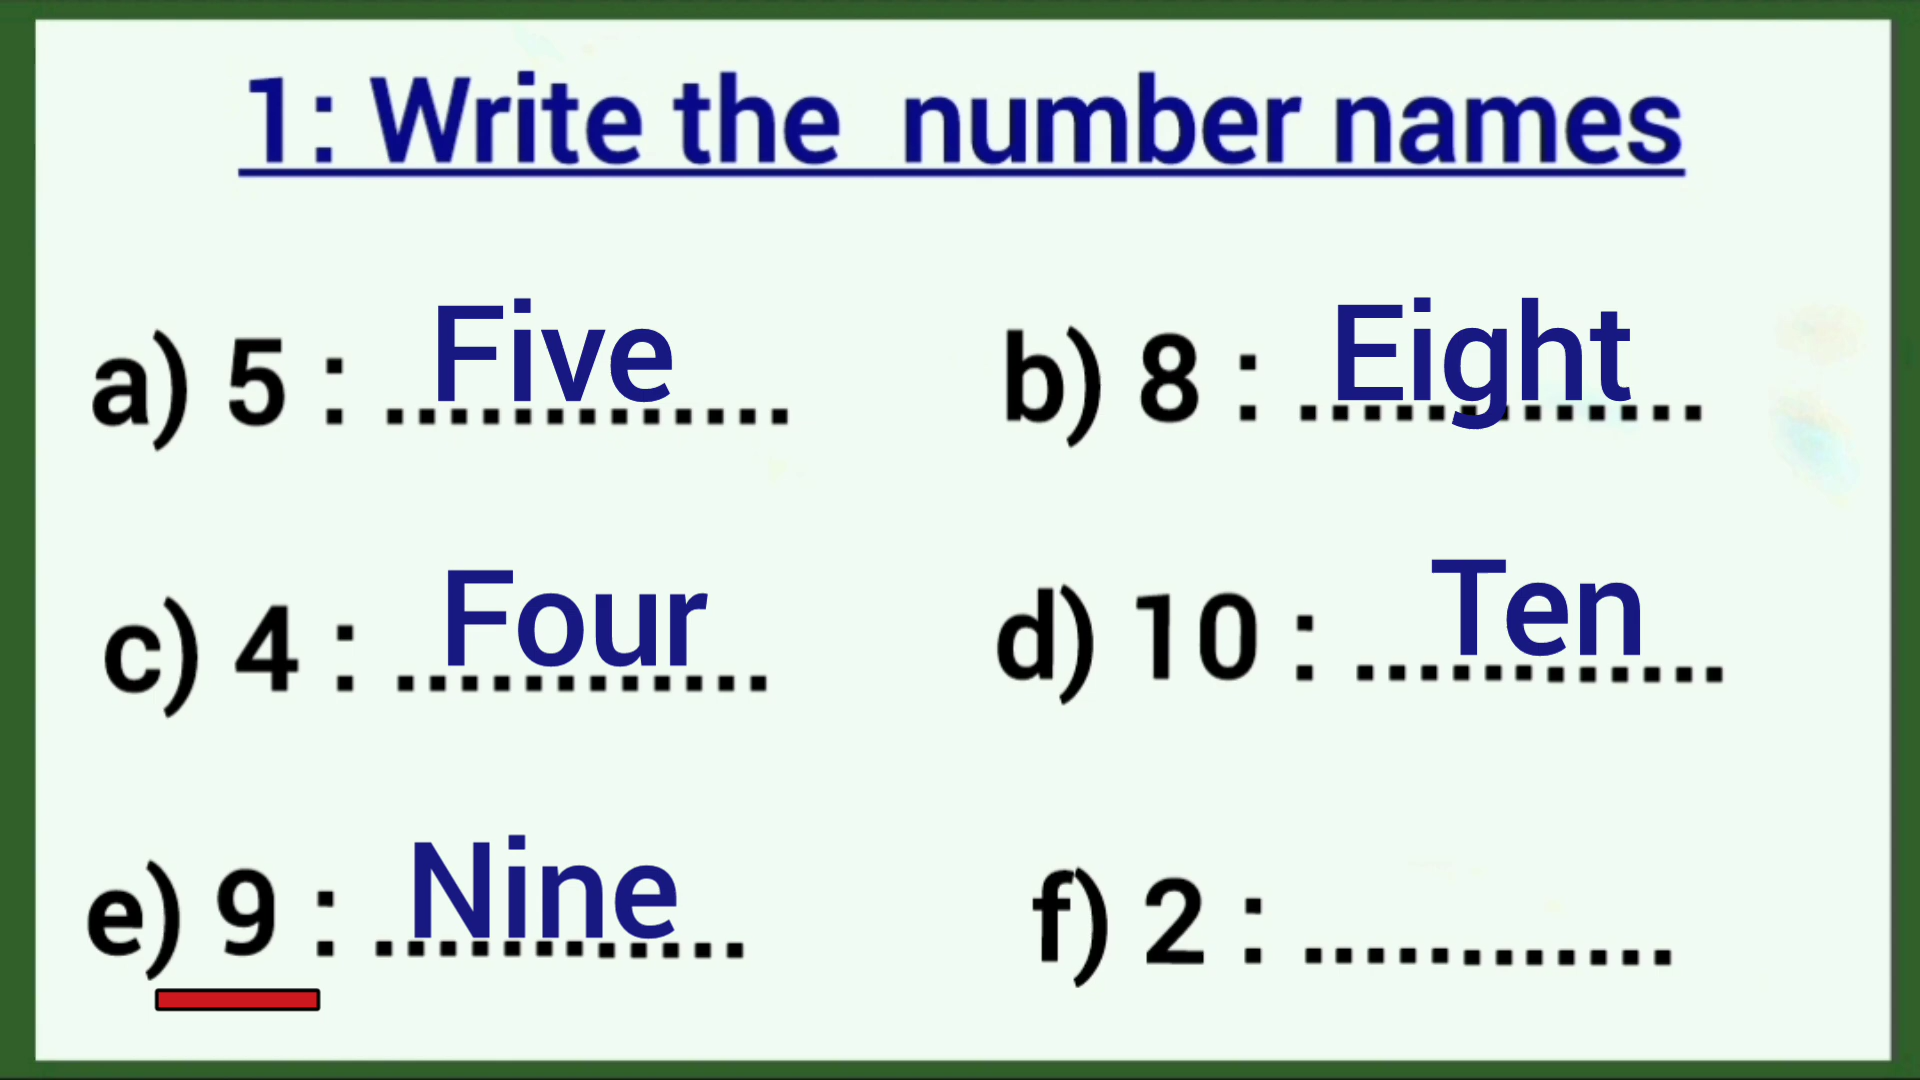 1: Write the number names
a) 5 : Five.............
b) 8 : Eight.............
c) 4 : Four............
d) 10 : Ten............
e) 9 : Nine............
f) 2 : ............